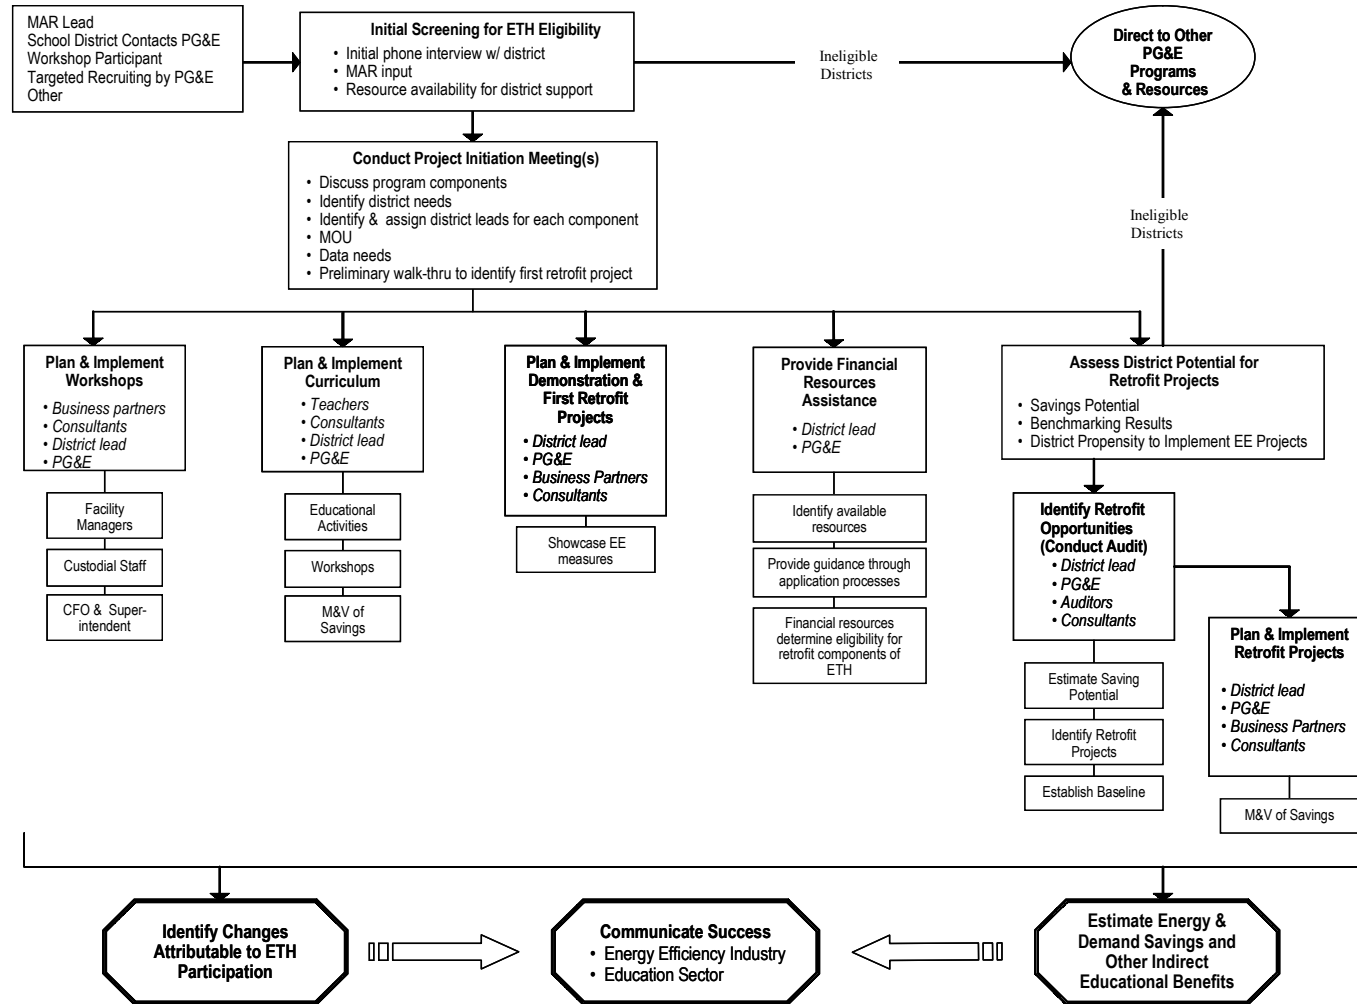 MAR Lead
School District Contacts PG&E
Workshop Participant
Targeted Recruiting by PG&E
Other
Initial Screening for ETH Eligibility
• Initial phone interview w/ district
• MAR input
• Resource availability for district support
Ineligible
Districts
Direct to Other
PG&E
Programs
& Resources
Conduct Project Initiation Meeting(s)
• Discuss program components
• Identify district needs
• Identify & assign district leads for each component
• MOU
• Data needs
• Preliminary walk-thru to identify first retrofit project
Ineligible
Districts
Plan & Implement
Workshops
• Business partners
• Consultants
• District lead
• PG&E
Facility
Managers
Custodial Staff
CFO & Super-
intendent
Plan & Implement
Curriculum
• Teachers
• Consultants
• District lead
• PG&E
Educational
Activities
Workshops
M&V of
Savings
Plan & Implement
Demonstration &
First Retrofit
Projects
• District lead
• PG&E
• Business Partners
• Consultants
Showcase EE
measures
Provide Financial
Resources
Assistance
• District lead
• PG&E
Identify available
resources
Provide guidance through
application processes
Financial resources
determine eligibility for
retrofit components of
ETH
Assess District Potential for
Retrofit Projects
• Savings Potential
• Benchmarking Results
• District Propensity to Implement EE Projects
Identify Retrofit
Opportunities
(Conduct Audit)
• District lead
• PG&E
• Auditors
• Consultants
Estimate Saving
Potential
Identify Retrofit
Projects
Establish Baseline
Plan & Implement
Retrofit Projects
• District lead
• PG&E
• Business Partners
• Consultants
M&V of Savings
Identify Changes
Attributable to ETH
Participation
Communicate Success
• Energy Efficiency Industry
• Education Sector
Estimate Energy &
Demand Savings and
Other Indirect
Educational Benefits